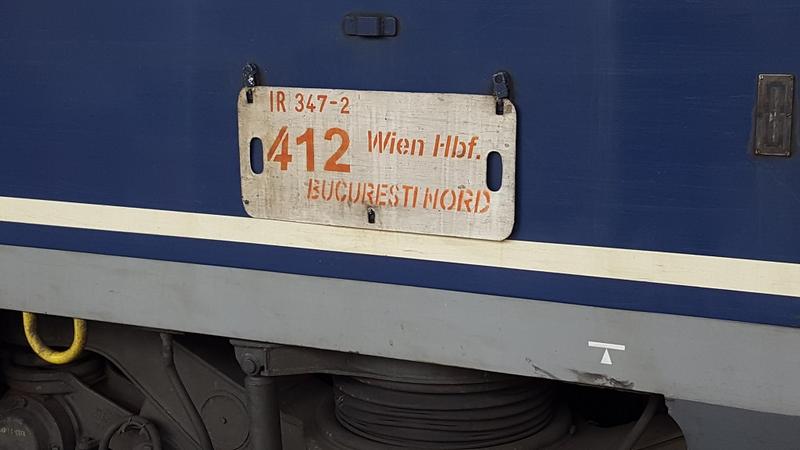 IR 347-2
412 Wien Hbf.
BUCURESTI NORD